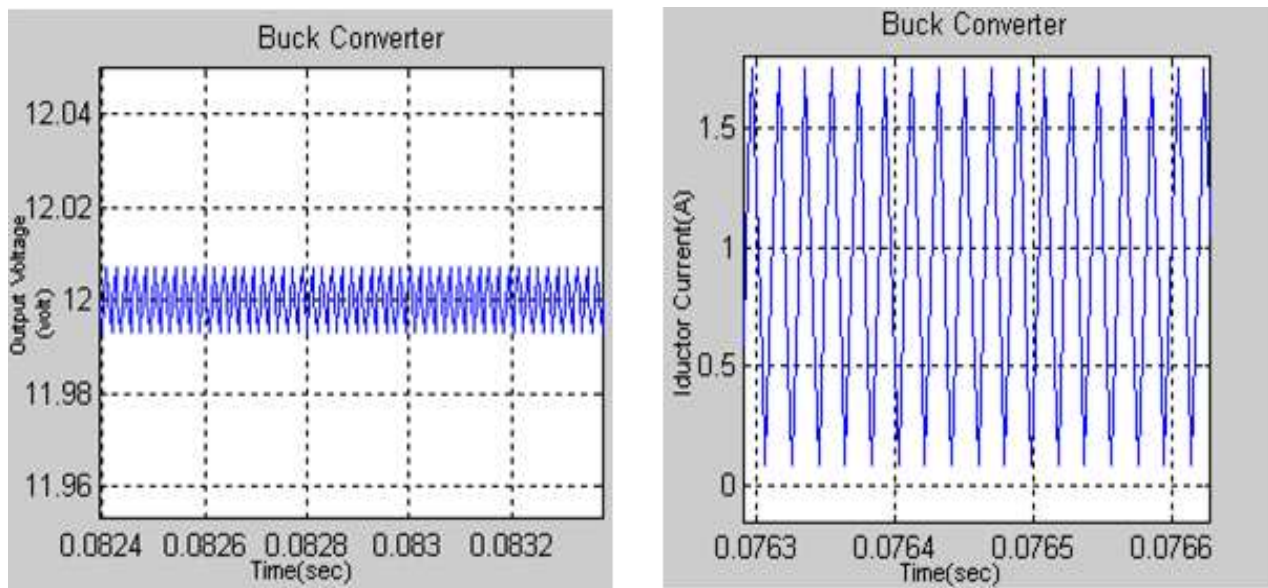 Buck Converter
12.04
12.02
12
11.98
11.96
Output Voltage
(volt)
0.0824 0.0826 0.0828 0.083 0.0832
Time(sec)
Buck Converter
1.5
1
0.5
0
Iductor Current(A)
0.0763 0.0764 0.0765 0.0766
Time(sec)